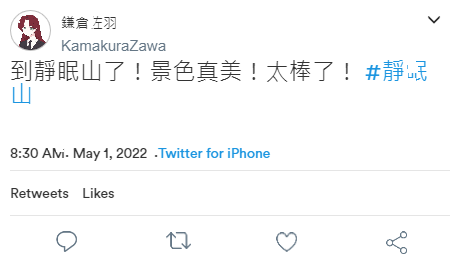 鎌倉 左羽
KamakuraZawa
到靜眠山了！景色真美！太棒了！ #靜眠
山
8:30 AM. May 1, 2022 .Twitter for iPhone
Retweets Likes